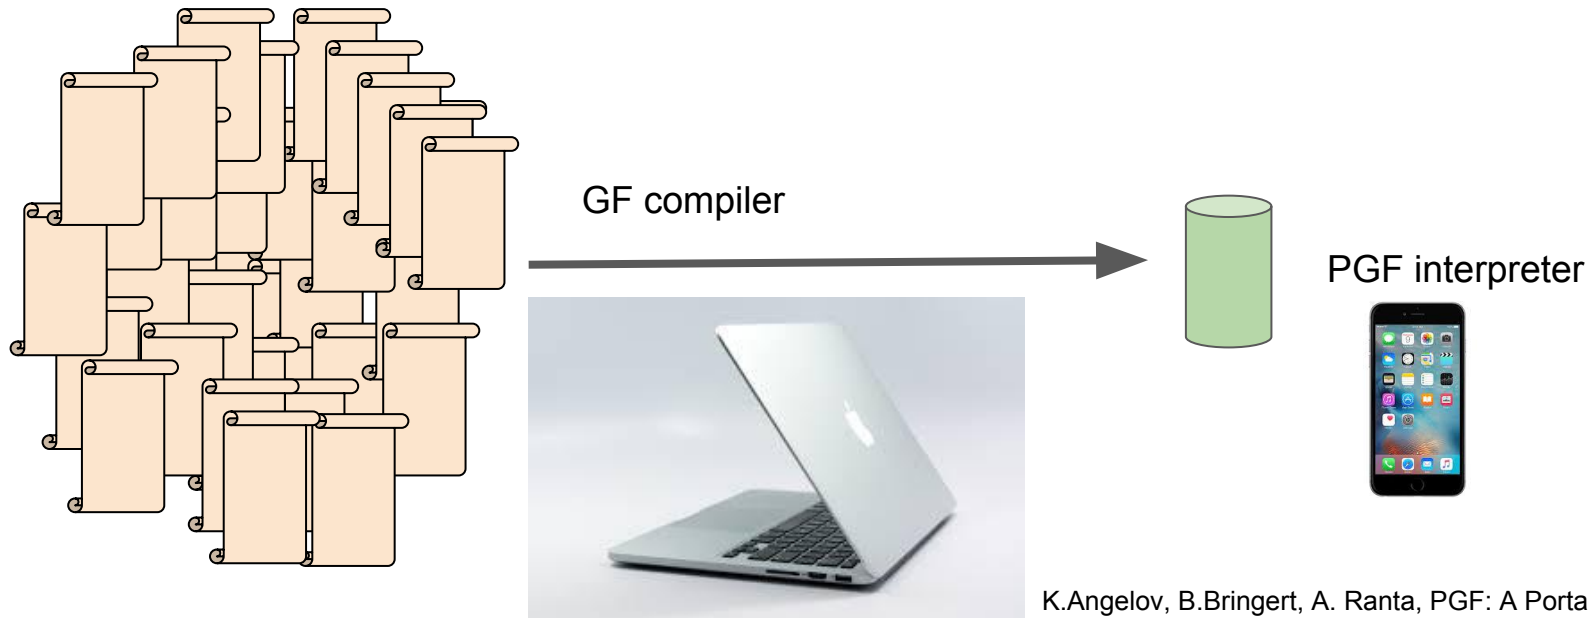 GF compiler
PGF interpreter
K.Angelov, B.Bringert, A. Ranta, PGF: A Porta